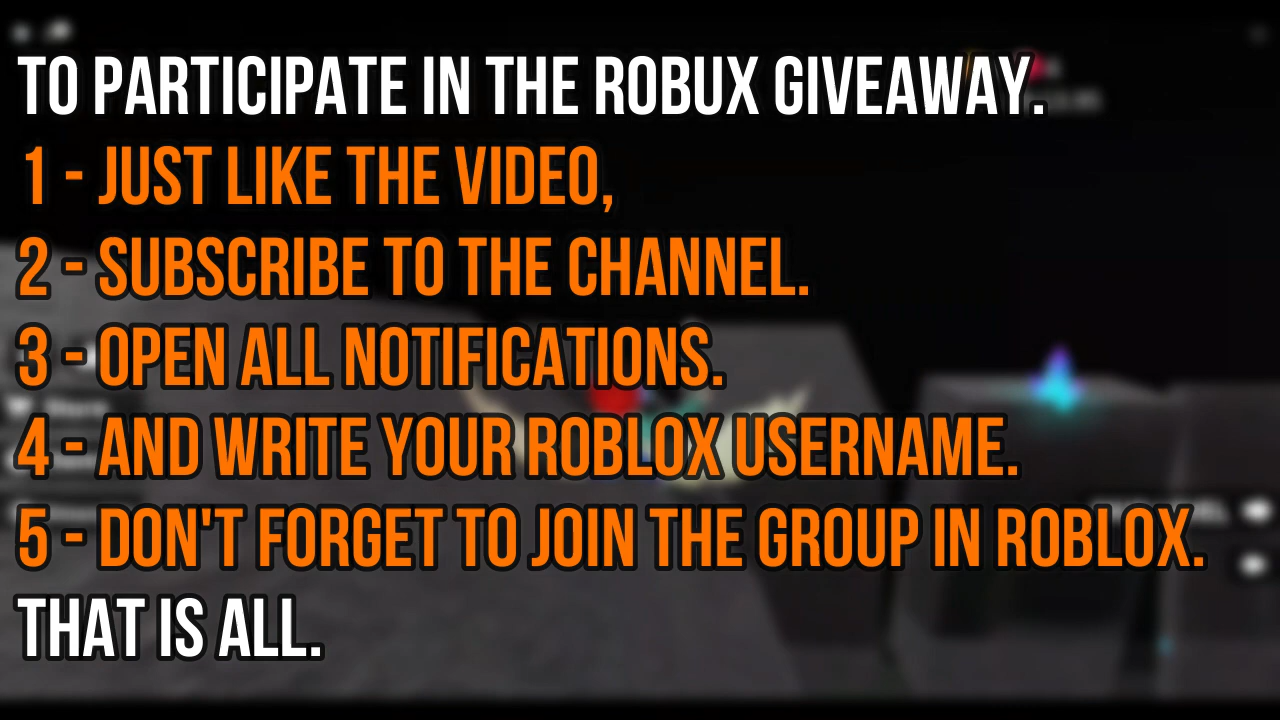 TO PARTICIPATE IN THE ROBUX GIVEAWAY.
1 - JUST LIKE THE VIDEO,
2 - SUBSCRIBE TO THE CHANNEL.
3 - OPEN ALL NOTIFICATIONS.
4 - AND WRITE YOUR ROBLOX USERNAME.
5 - DON'T FORGET TO JOIN THE GROUP IN ROBLOX.
THAT IS ALL.